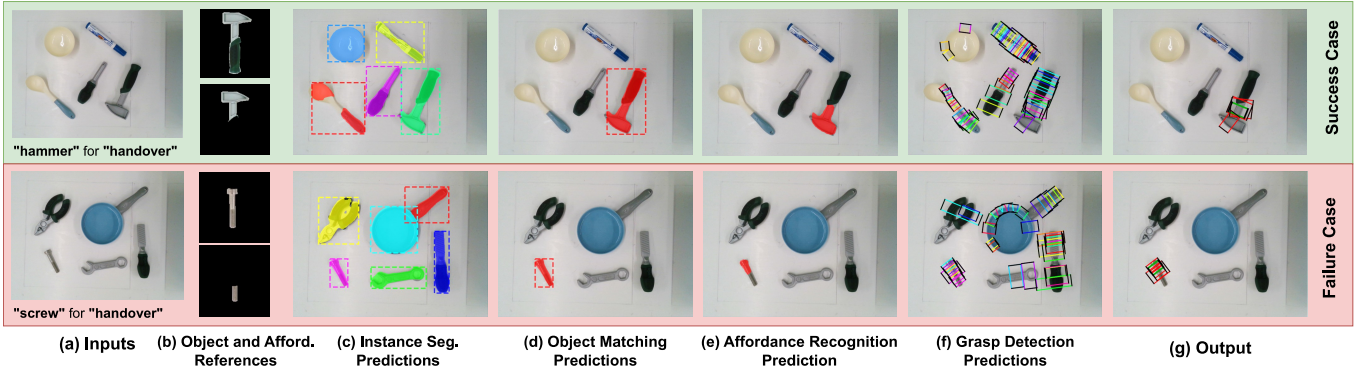 "hammer" for "handover"
Success Case
"screw" for "handover"
Failure Case
(a) Inputs
(b) Object and Afford.
References
(c) Instance Seg.
Predictions
(d) Object Matching
Predictions
(e) Affordance Recognition
Prediction
(f) Grasp Detection
Predictions
(g) Output